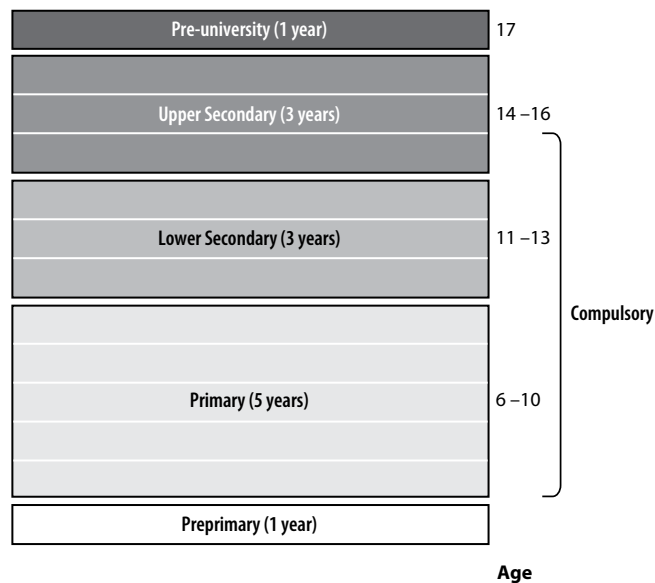 Pre-university (1 year) 17
Upper Secondary (3 years) 14 –16
Lower Secondary (3 years) 11 –13
Compulsory
Primary (5 years) 6 –10
Preprimary (1 year)
Age